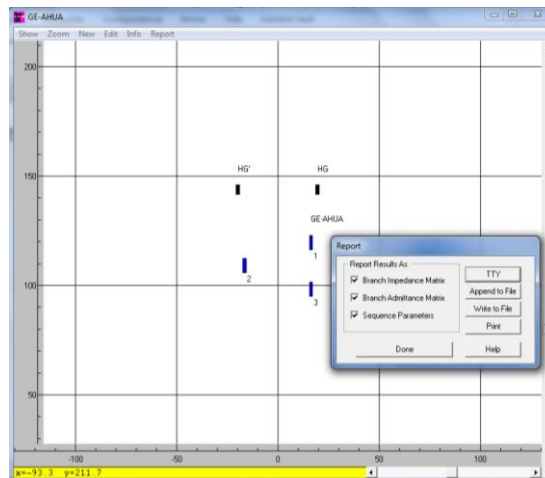 GE-AHUA
Show Zoom New Edit Info Report
200
HG' HG
150
GE-AHUA
1
2
3
100
50
-100 -50 0 50 100
x=-93.3 y=211.7
Report
Report Results As
Branch Impedance Matrix
Branch Admittance Matrix
Sequence Parameters
TTY
Append to File
Write to File
Print
Done Help